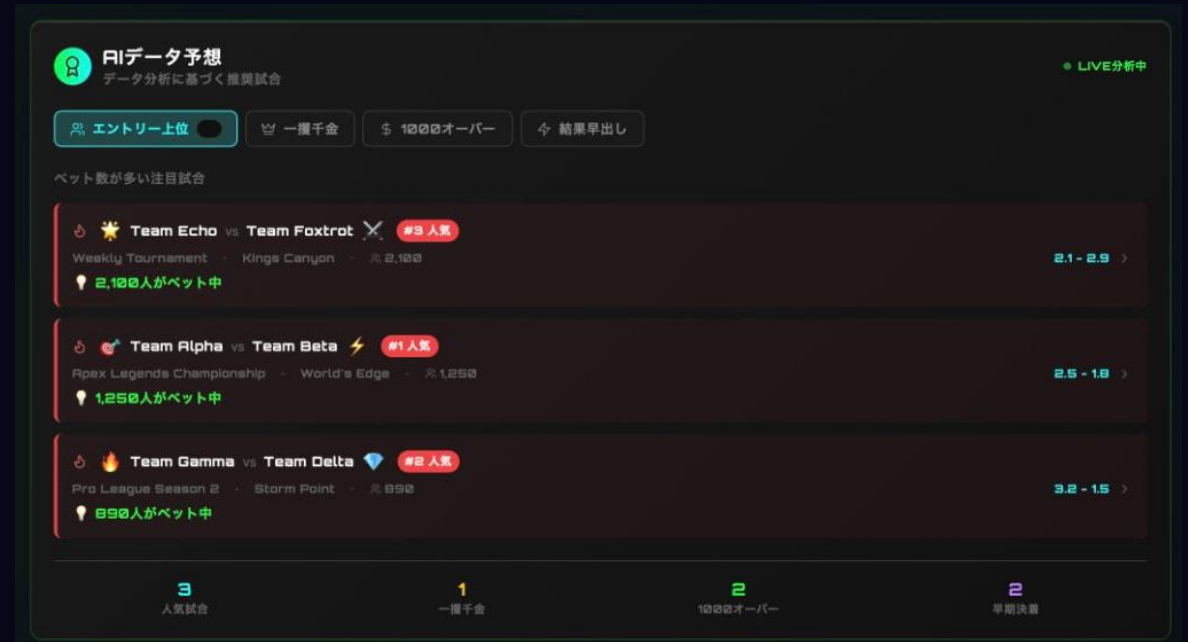 AIデータ予想
データ分析に基づく推奨試合
LIVE分析中
エントリー上位
一攫千金
$ 1000オーバー
結果早出し
ベット数が多い注目試合
Team Echo vs Team Foxtrot #3 人気
Weekly Tournament · Kings Canyon · 2,100
2.1 - 2.9
2,100人がベット中
Team Alpha vs Team Beta #1 人気
Apex Legends Championship · World's Edge · 1,250
2.5 - 1.8
1,250人がベット中
Team Gamma vs Team Delta #2 人気
Pro League Season 2 · Storm Point · 890
3.2 - 1.5
890人がベット中
3
人気試合
1
一攫千金
2
1000オーバー
2
早期決着